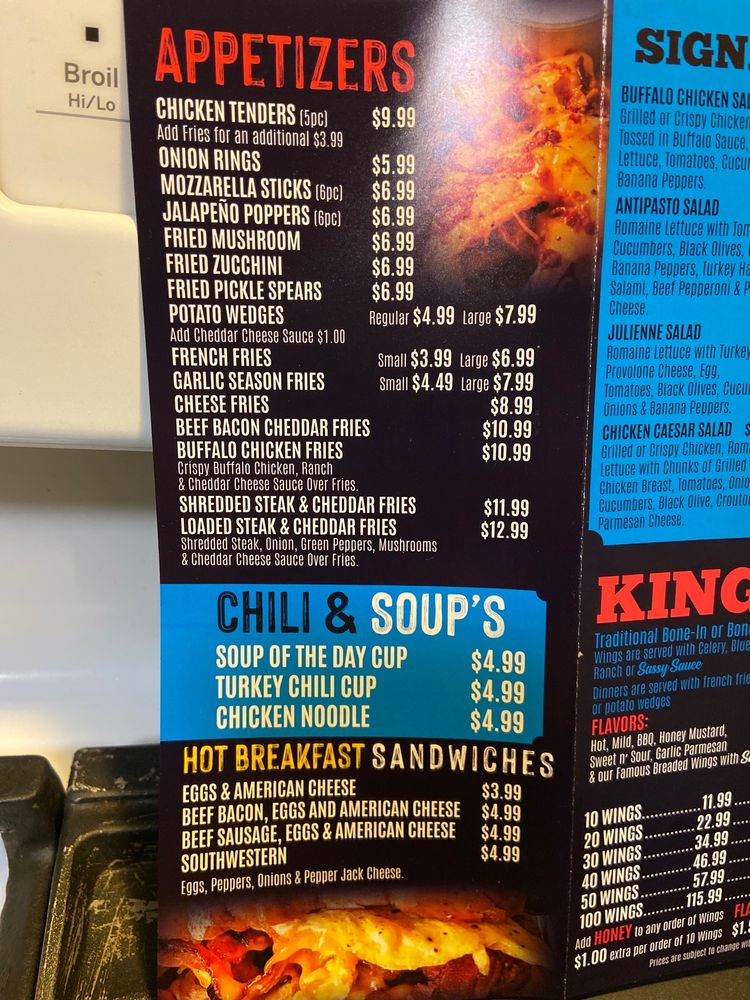 Broil
Hi/Lo
APPETIZERS
CHICKEN TENDERS (5pc) $9.99
Add Fries for an additional $3.99
ONION RINGS $5.99
MOZZARELLA STICKS (6pc) $6.99
JALAPEÑO POPPERS (6pc) $6.99
FRIED MUSHROOM $6.99
FRIED ZUCCHINI $6.99
FRIED PICKLE SPEARS $6.99
POTATO WEDGES Regular $4.99 Large $7.99
Add Cheddar Cheese Sauce $1.00
FRENCH FRIES Small $3.99 Large $6.99
GARLIC SEASON FRIES Small $4.49 Large $7.99
CHEESE FRIES $8.99
BEEF BACON CHEDDAR FRIES $10.99
BUFFALO CHICKEN FRIES $10.99
Crispy Buffalo Chicken, Ranch
& Cheddar Cheese Sauce Over Fries.
SHREDDED STEAK & CHEDDAR FRIES $11.99
LOADED STEAK & CHEDDAR FRIES $12.99
Shredded Steak, Onion, Green Peppers, Mushrooms
& Cheddar Cheese Sauce Over Fries.
CHILI & SOUP'S
SOUP OF THE DAY CUP $4.99
TURKEY CHILI CUP $4.99
CHICKEN NOODLE $4.99
HOT BREAKFAST SANDWICHES
EGGS & AMERICAN CHEESE $3.99
BEEF BACON, EGGS AND AMERICAN CHEESE $4.99
BEEF SAUSAGE, EGGS & AMERICAN CHEESE $4.99
SOUTHWESTERN $4.99
Eggs, Peppers, Onions & Pepper Jack Cheese.
SIGN
BUFFALO CHICKEN
Grilled or Crispy Chicken
Tossed in Buffalo Sauce,
Lettuce, Tomatoes,
Banana Peppers.
ANTIPASTO SALAD
Romaine Lettuce with
Cucumbers, Black Olives,
Banana Peppers, Turkey
Salami, Beef Pepperoni &
Cheese.
JULIENNE SALAD
Romaine Lettuce with Turkey
Provolone Cheese, Egg,
Tomatoes, Black Olives,
Onions & Banana Peppers.
CHICKEN CAESAR SALAD $
Grilled or Crispy Chicken,
Lettuce with Chunks of Grilled
Chicken Breast, Tomatoes,
Cucumbers, Black Olive,
Parmesan Cheese.
KING
Traditional Bone-In or
Wings are served with Celery,
Ranch or Sassy Sauce
Dinners are served with french
or potato wedges
FLAVORS:
Hot, Mild, BBQ, Honey Mustard,
Sweet n' Sour, Garlic Parmesan
& our Famous Breaded Wings with
10 WINGS 11.99
20 WINGS 22.99
30 WINGS 34.99
40 WINGS 46.99
50 WINGS 57.99
100 WINGS 115.99
Add HONEY to any order of Wings
$1.00 extra per order of 10 Wings
Prices are subject to change